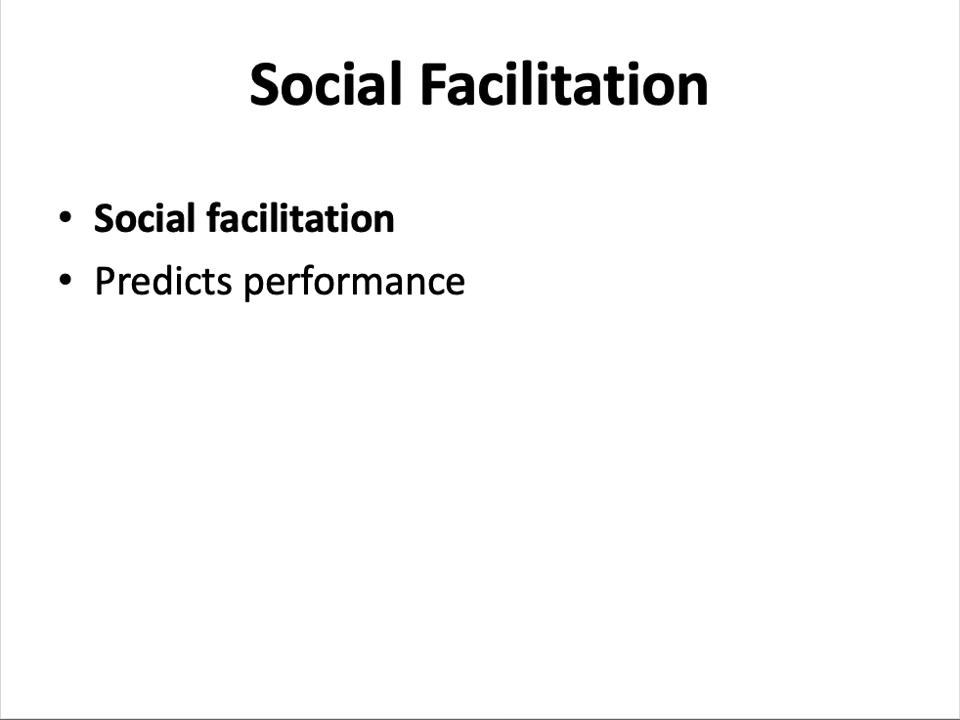 Social Facilitation
• Social facilitation
• Predicts performance